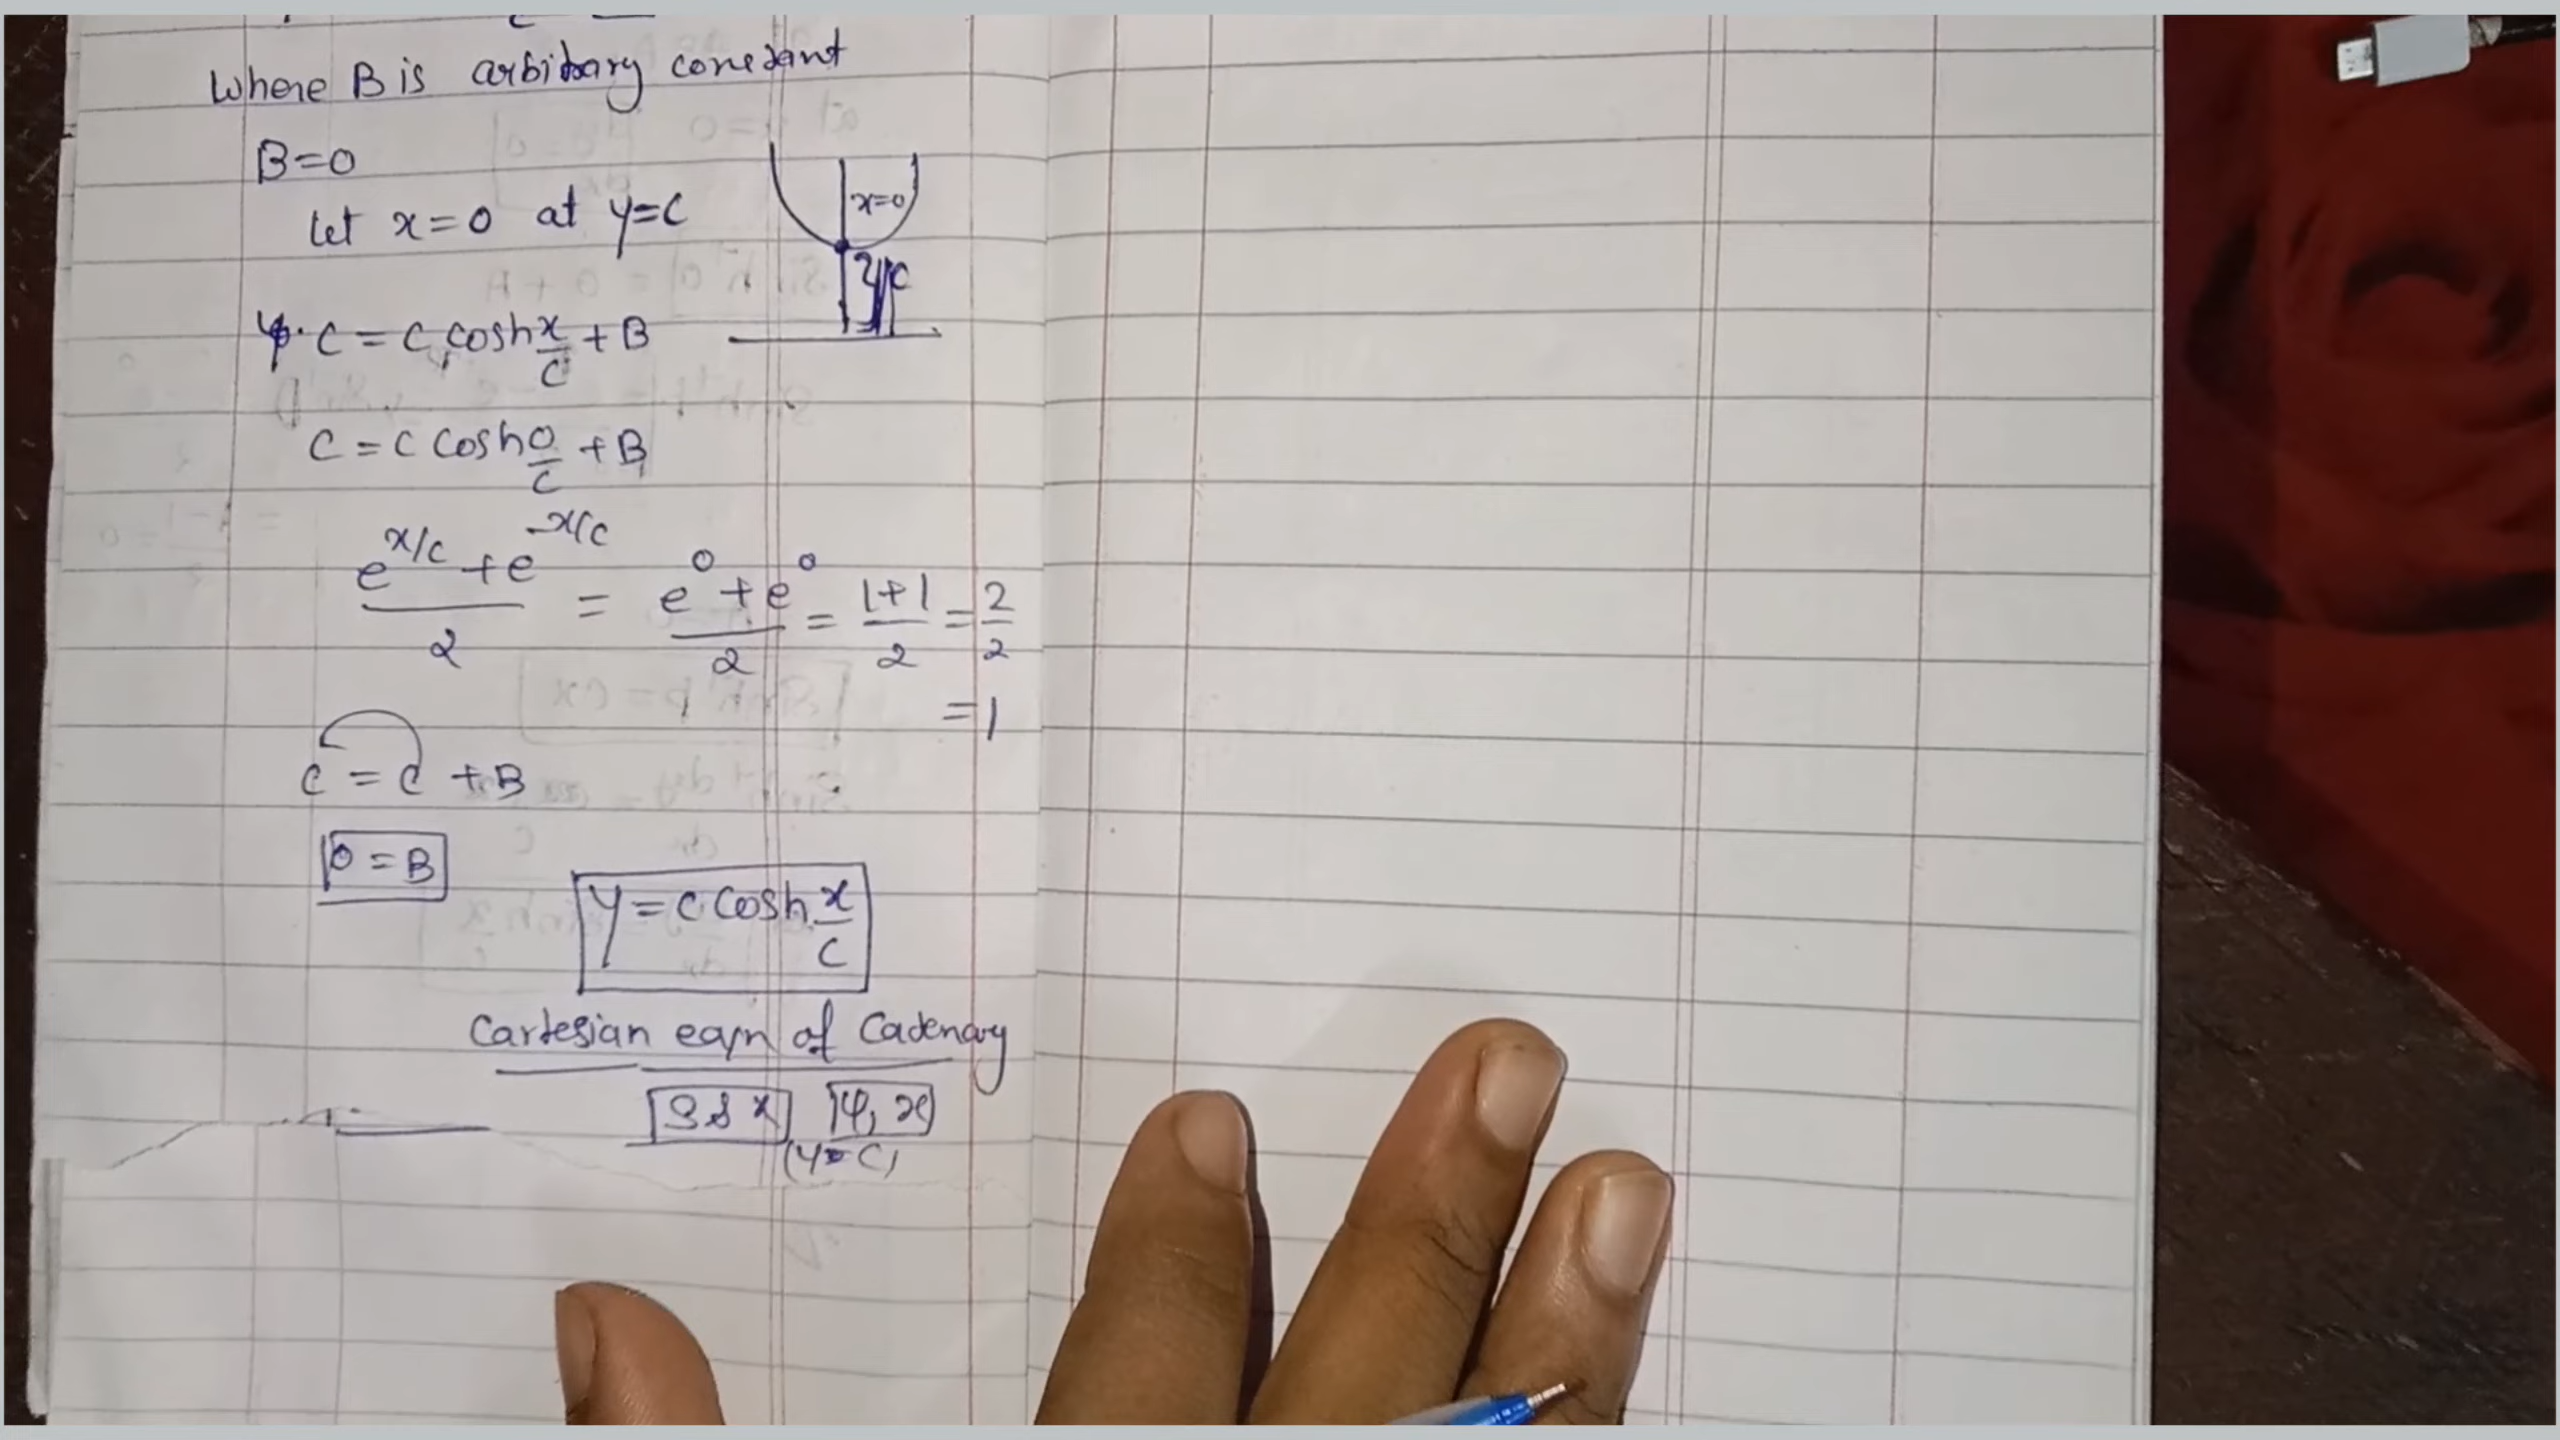 Where B is arbitrary constant
B=0
let x=0 at y=c
x=0
y=c
c = c cosh x/c + B
c = c cosh 0/c + B
e^x/c + e^-x/c / 2 = e^0 + e^0 / 2 = 1+1 / 2 = 2/2
=1
c = c + B
0 = B
y = c cosh x/c
Cartesian eqn of Catenary
S & x ψ, x
(y=c)